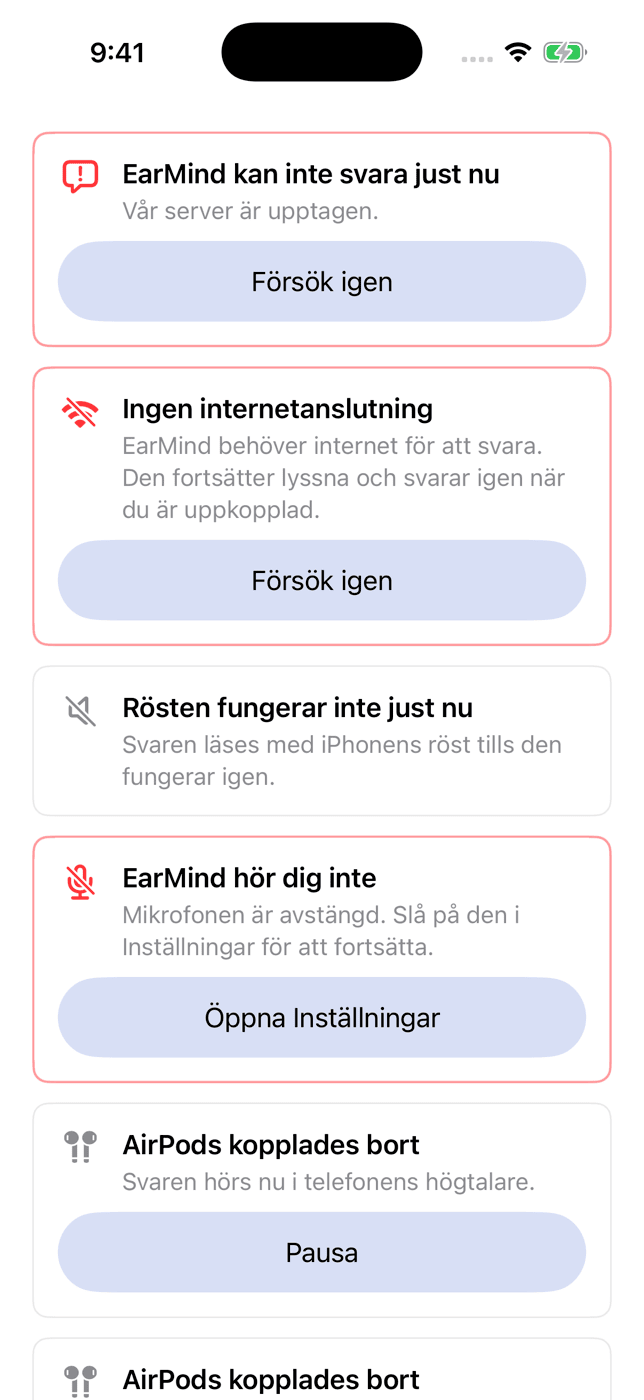 9:41
EarMind kan inte svara just nu
Vår server är upptagen.
Försök igen
Ingen internetanslutning
EarMind behöver internet för att svara.
Den fortsätter lyssna och svarar igen när
du är uppkopplad.
Försök igen
Rösten fungerar inte just nu
Svaren läses med iPhonens röst tills den
fungerar igen.
EarMind hör dig inte
Mikrofonen är avstängd. Slå på den i
Inställningar för att fortsätta.
Öppna Inställningar
AirPods kopplades bort
Svaren hörs nu i telefonens högtalare.
Pausa
AirPods kopplades bort